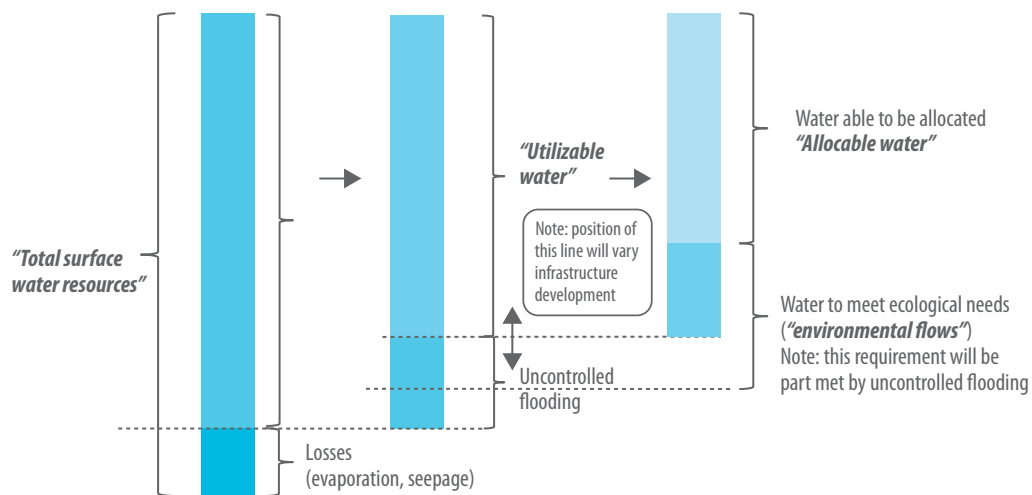 “Total surface
water resources”
Losses
(evaporation, seepage)
“Utilizable
water”
Note: position of
this line will vary
infrastructure
development
Uncontrolled
flooding
Water able to be allocated
“Allocable water”
Water to meet ecological needs
(“environmental flows”)
Note: this requirement will be
part met by uncontrolled flooding